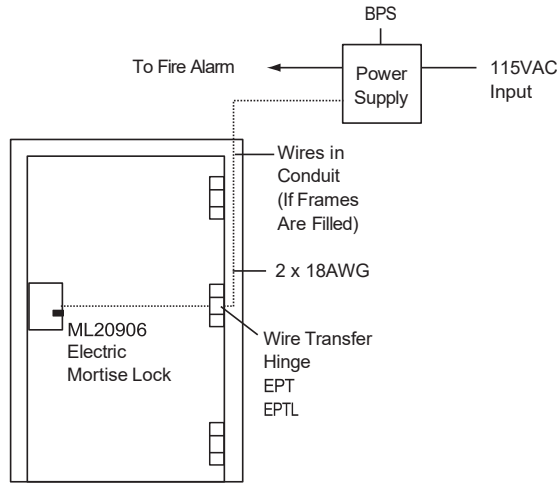 BPS
To Fire Alarm
Power
Supply
115VAC
Input
Wires in
Conduit
(If Frames
Are Filled)
2 x 18AWG
ML20906
Electric
Mortise Lock
Wire Transfer
Hinge
EPT
EPTL